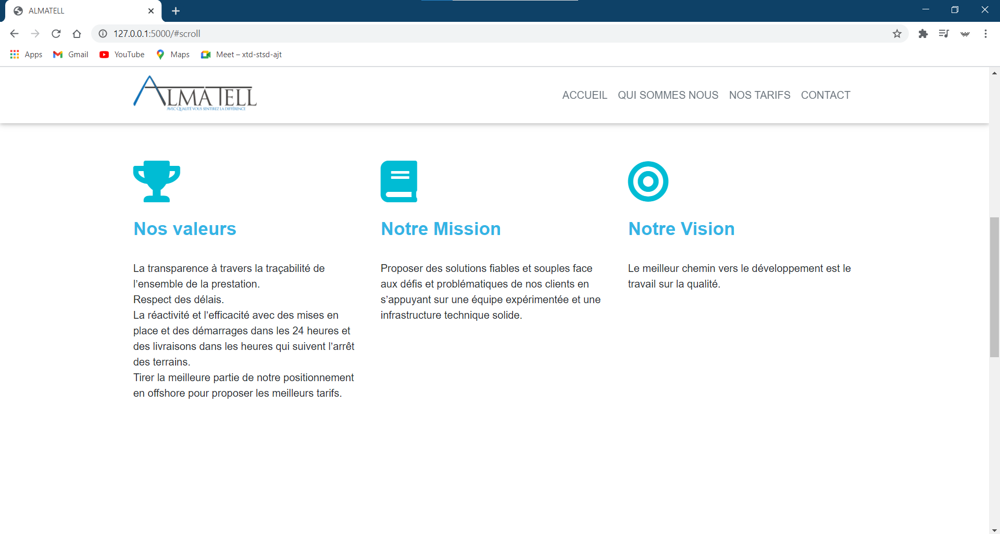 ALMATELL
127.0.0.1:5000/#scroll
Apps
Gmail
YouTube
Maps
Meet – xtd-stsd-ajt
ALMATELL
AVEC QUALITÉ VOUS SENTIREZ LA DIFFÉRENCE
ACCUEIL
QUI SOMMES NOUS
NOS TARIFS
CONTACT
Nos valeurs
La transparence à travers la traçabilité de
l’ensemble de la prestation.
Respect des délais.
La réactivité et l’efficacité avec des mises en
place et des démarrages dans les 24 heures et
des livraisons dans les heures qui suivent l’arrêt
des terrains.
Tirer la meilleure partie de notre positionnement
en offshore pour proposer les meilleurs tarifs.
Notre Mission
Proposer des solutions fiables et souples face
aux défis et problématiques de nos clients en
s’appuyant sur une équipe expérimentée et une
infrastructure technique solide.
Notre Vision
Le meilleur chemin vers le développement est le
travail sur la qualité.